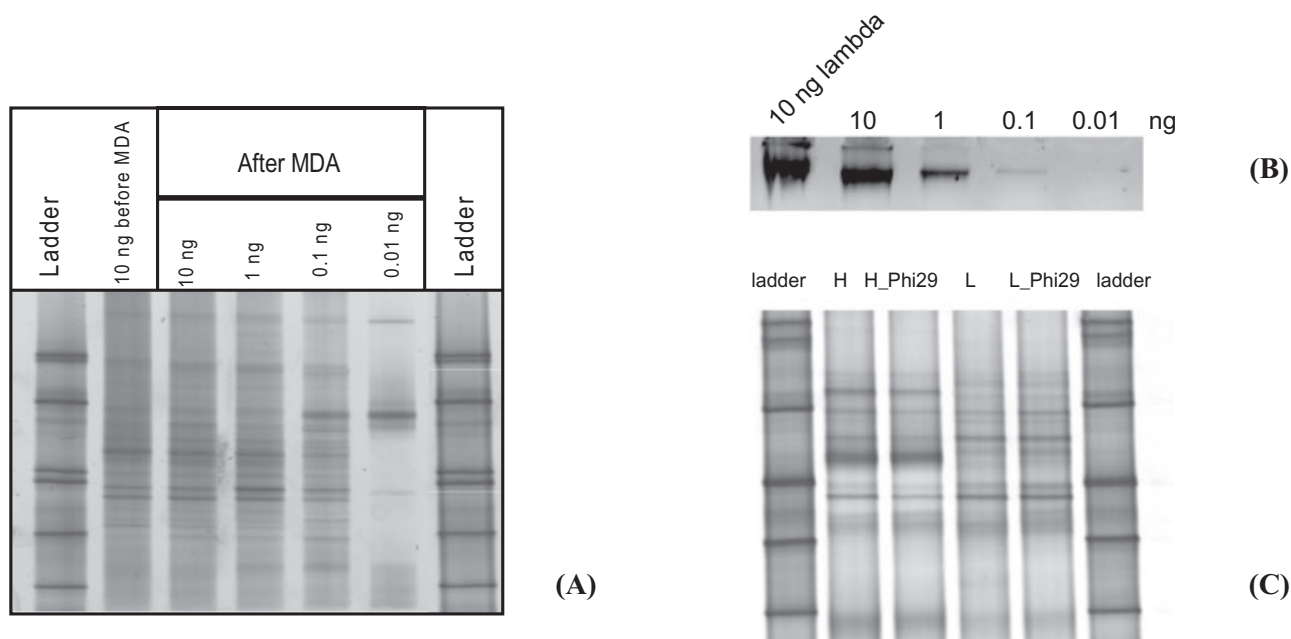 Ladder
10 ng before MDA
After MDA
10 ng
1 ng
0.1 ng
0.01 ng
Ladder
(A)
10 ng lambda
10 1 0.1 0.01 ng
(B)
ladder H H_Phi29 L L_Phi29 ladder
(C)